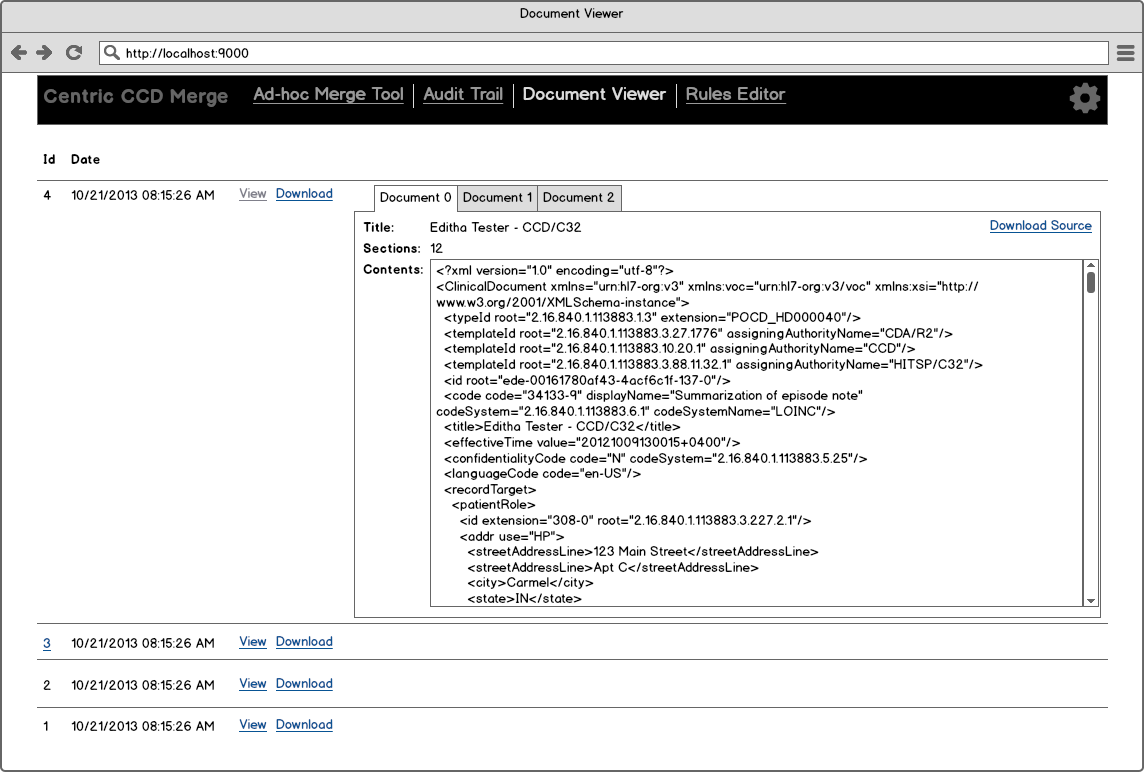 Document Viewer
http://localhost:9000
Centric CCD Merge Ad-hoc Merge Tool Audit Trail Document Viewer Rules Editor
Id Date
4 10/21/2013 08:15:26 AM View Download
Document 0 Document 1 Document 2
Title: Editha Tester - CCD/C32 Download Source
Sections: 12
Contents: <?xml version="1.0" encoding="utf-8"?>
<ClinicalDocument xmlns="urn:hl7-org:v3" xmlns:voc="urn:hl7-org:v3/voc" xmlns:xsi="http://
www.w3.org/2001/XMLSchema-instance">
<typeId root="2.16.840.1.113883.1.3" extension="POCD_HD000040"/>
<templateId root="2.16.840.1.113883.3.27.1776" assigningAuthorityName="CDA/R2"/>
<templateId root="2.16.840.1.113883.10.20.1" assigningAuthorityName="CCD"/>
<templateId root="2.16.840.1.113883.3.88.11.32.1" assigningAuthorityName="HITSP/C32"/>
<id root="ede-00161780af43-4acf6c1f-137-0"/>
<code code="34133-9" displayName="Summarization of episode note"
codeSystem="2.16.840.1.113883.6.1" codeSystemName="LOINC"/>
<title>Editha Tester - CCD/C32</title>
<effectiveTime value="20121009130015+0400"/>
<confidentialityCode code="N" codeSystem="2.16.840.1.113883.5.25"/>
<languageCode code="en-US"/>
<recordTarget>
<patientRole>
<id extension="308-0" root="2.16.840.1.113883.3.227.2.1"/>
<addr use="HP">
<streetAddressLine>123 Main Street</streetAddressLine>
<streetAddressLine>Apt C</streetAddressLine>
<city>Carmel</city>
<state>IN</state>
3 10/21/2013 08:15:26 AM View Download
2 10/21/2013 08:15:26 AM View Download
1 10/21/2013 08:15:26 AM View Download